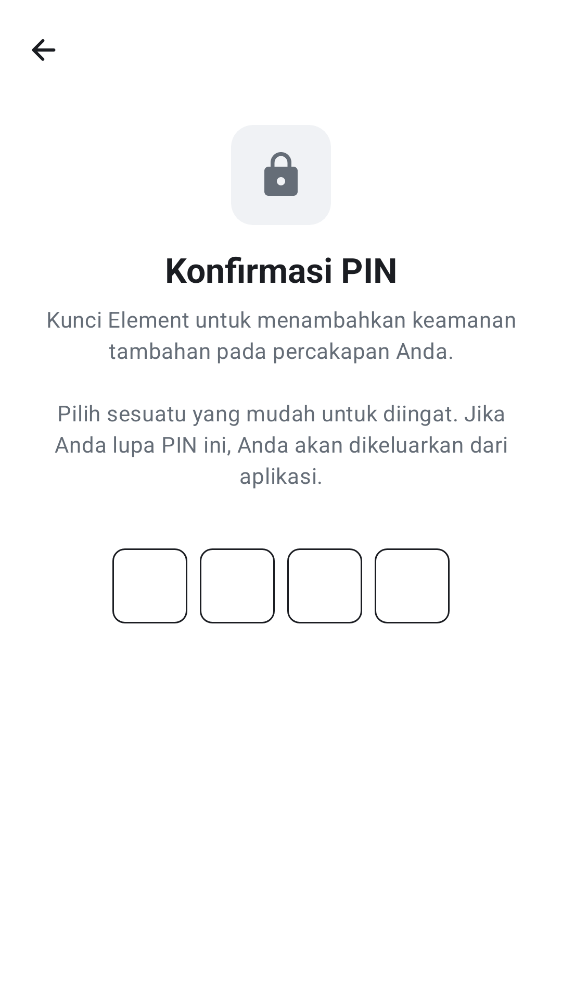 Konfirmasi PIN
Kunci Element untuk menambahkan keamanan
tambahan pada percakapan Anda.
Pilih sesuatu yang mudah untuk diingat. Jika
Anda lupa PIN ini, Anda akan dikeluarkan dari
aplikasi.